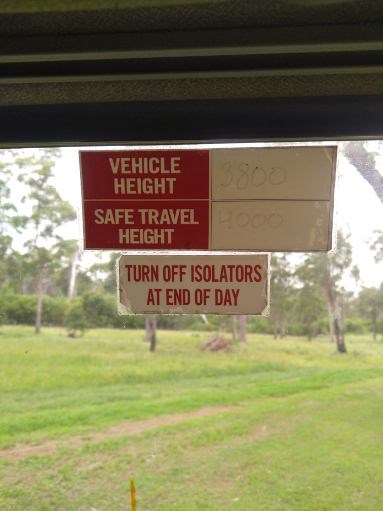 VEHICLE HEIGHT 3800
SAFE TRAVEL HEIGHT 4000
TURN OFF ISOLATORS
AT END OF DAY